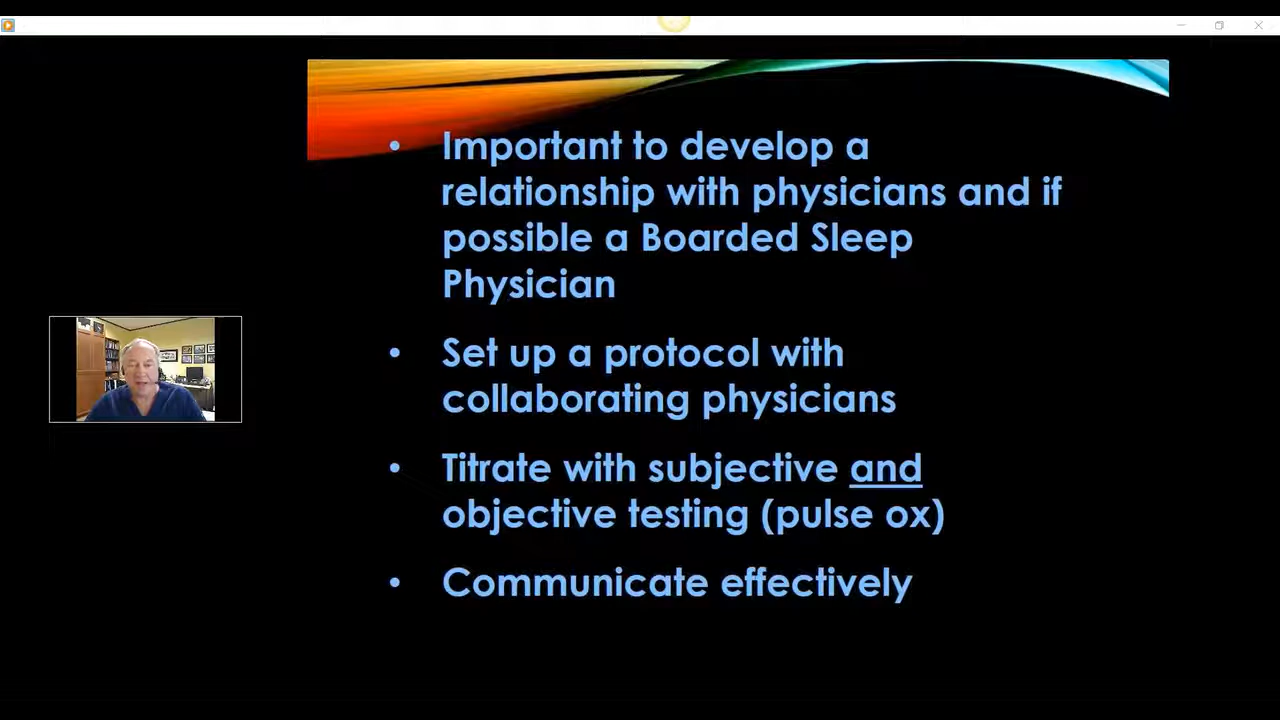 • Important to develop a
relationship with physicians and if
possible a Boarded Sleep
Physician
• Set up a protocol with
collaborating physicians
• Titrate with subjective and
objective testing (pulse ox)
• Communicate effectively